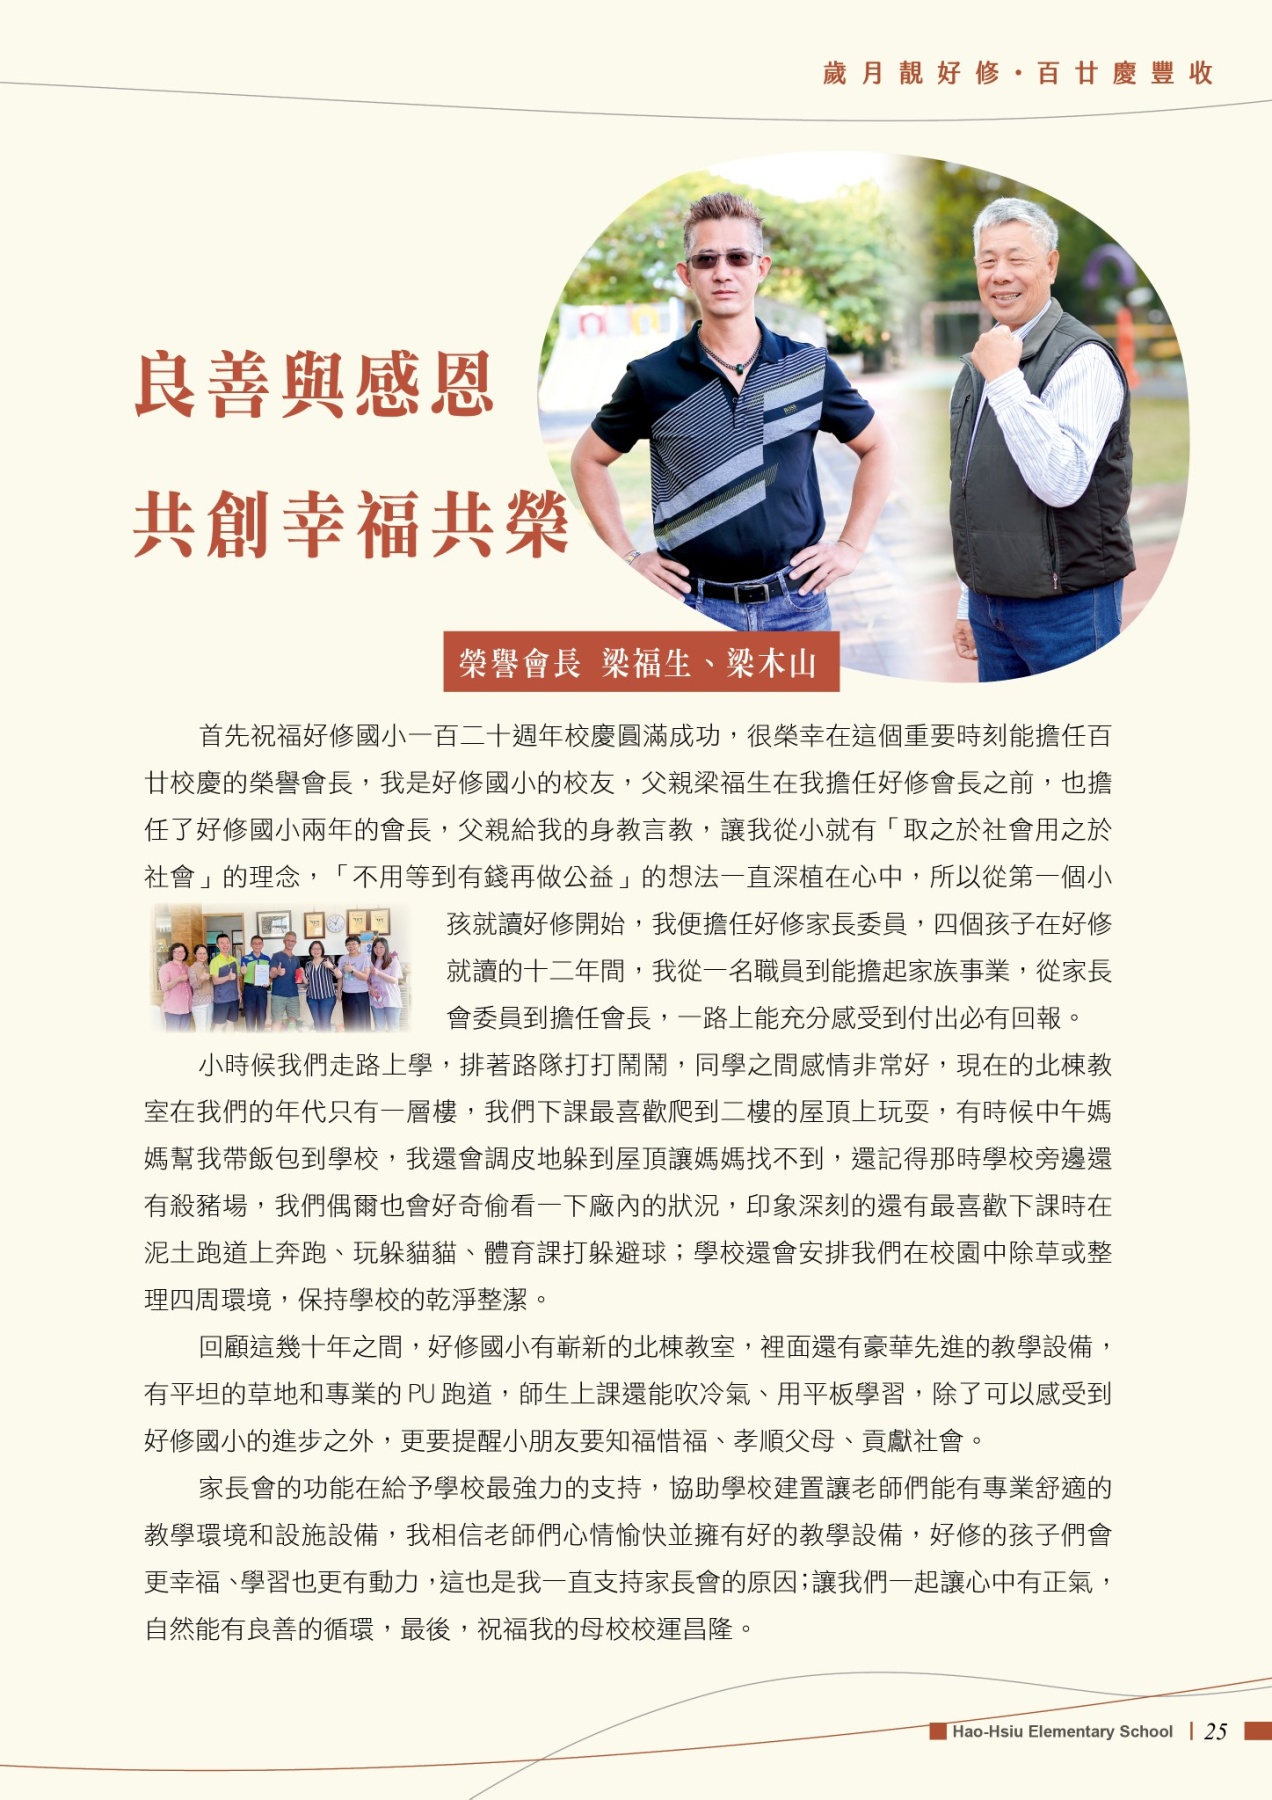 歲月靚好修・百廿慶豐收
良善與感恩
共創幸福共榮
榮譽會長 梁福生、梁木山
首先祝福好修國小一百二十週年校慶圓滿成功，很榮幸在這個重要時刻能擔任百
廿校慶的榮譽會長，我是好修國小的校友，父親梁福生在我擔任好修會長之前，也擔
任了好修國小兩年的會長，父親給我的身教言教，讓我從小就有「取之於社會用之於
社會」的理念，「不用等到有錢再做公益」的想法一直深植在心中，所以從第一個小
孩就讀好修開始，我便擔任好修家長委員，四個孩子在好修
就讀的十二年間，我從一名職員到能擔起家族事業，從家長
會委員到擔任會長，一路上能充分感受到付出必有回報。
小時候我們走路上學，排著路隊打打鬧鬧，同學之間感情非常好，現在的北棟教
室在我們的年代只有一層樓，我們下課最喜歡爬到二樓的屋頂上玩耍，有時候中午媽
媽幫我帶飯包到學校，我還會調皮地躲到屋頂讓媽媽找不到，還記得那時學校旁邊還
有殺豬場，我們偶爾也會好奇偷看一下廠內的狀況，印象深刻的還有最喜歡下課時在
泥土跑道上奔跑、玩躲貓貓、體育課打躲避球；學校還會安排我們在校園中除草或整
理四周環境，保持學校的乾淨整潔。
回顧這幾十年之間，好修國小有嶄新的北棟教室，裡面還有豪華先進的教學設備，
有平坦的草地和專業的 PU 跑道，師生上課還能吹冷氣、用平板學習，除了可以感受到
好修國小的進步之外，更要提醒小朋友要知福惜福、孝順父母、貢獻社會。
家長會的功能在給予學校最強力的支持，協助學校建置讓老師們能有專業舒適的
教學環境和設施設備，我相信老師們心情愉快並擁有好的教學設備，好修的孩子們會
更幸福、學習也更有動力，這也是我一直支持家長會的原因；讓我們一起讓心中有正氣，
自然能有良善的循環，最後，祝福我的母校校運昌隆。
Hao-Hsiu Elementary School | 25